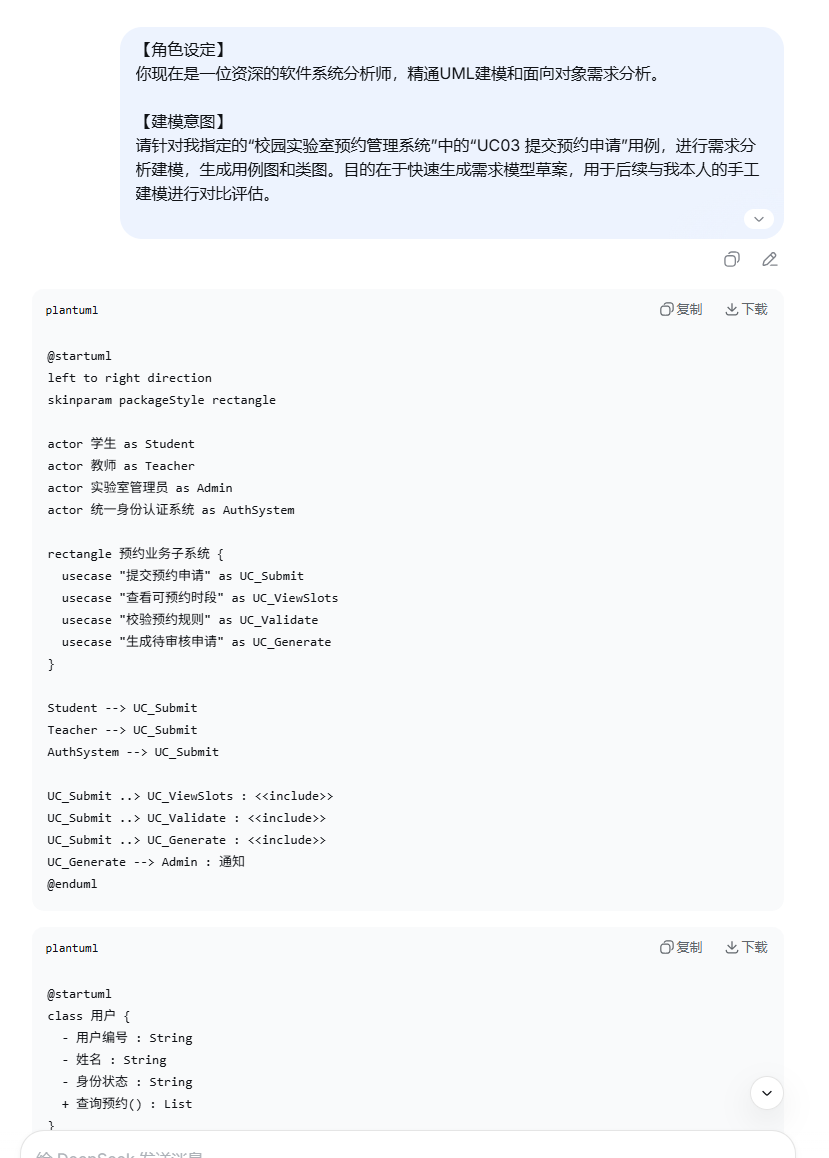 【角色设定】
你现在是一位资深的软件系统分析师，精通UML建模和面向对象需求分析。
【建模意图】
请针对我指定的“校园实验室预约管理系统”中的“UC03 提交预约申请”用例，进行需求分
析建模，生成用例图和类图。目的在于快速生成需求模型草案，用于后续与我本人的手工
建模进行对比评估。
plantuml 复制 下载
@startuml
left to right direction
skinparam packageStyle rectangle
actor 学生 as Student
actor 教师 as Teacher
actor 实验室管理员 as Admin
actor 统一身份认证系统 as AuthSystem
rectangle 预约业务子系统 {
  usecase "提交预约申请" as UC_Submit
  usecase "查看可预约时段" as UC_ViewSlots
  usecase "校验预约规则" as UC_Validate
  usecase "生成待审核申请" as UC_Generate
}
Student --> UC_Submit
Teacher --> UC_Submit
AuthSystem --> UC_Submit
UC_Submit ..> UC_ViewSlots : <<include>>
UC_Submit ..> UC_Validate : <<include>>
UC_Submit ..> UC_Generate : <<include>>
UC_Generate --> Admin : 通知
@enduml
plantuml 复制 下载
@startuml
class 用户 {
  - 用户编号 : String
  - 姓名 : String
  - 身份状态 : String
  + 查询预约() : List
}
给 DeepSeek 发送消息